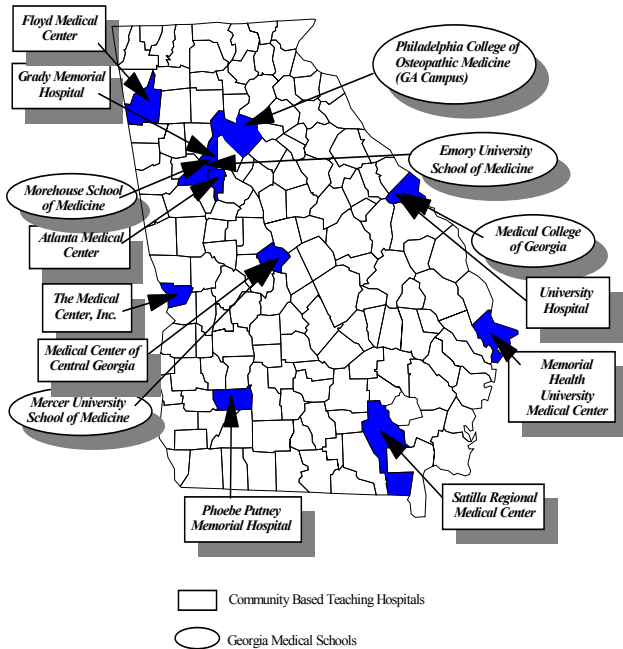 Floyd Medical
Center
Philadelphia College of
Osteopathic Medicine
(GA Campus)
Grady Memorial
Hospital
Emory University
School of Medicine
Morehouse School
of Medicine
Medical College
of Georgia
Atlanta Medical
Center
University
Hospital
The Medical
Center, Inc.
Medical Center of
Central Georgia
Memorial
Health
University
Medical Center
Mercer University
School of Medicine
Phoebe Putney
Memorial Hospital
Satilla Regional
Medical Center
Community Based Teaching Hospitals
Georgia Medical Schools